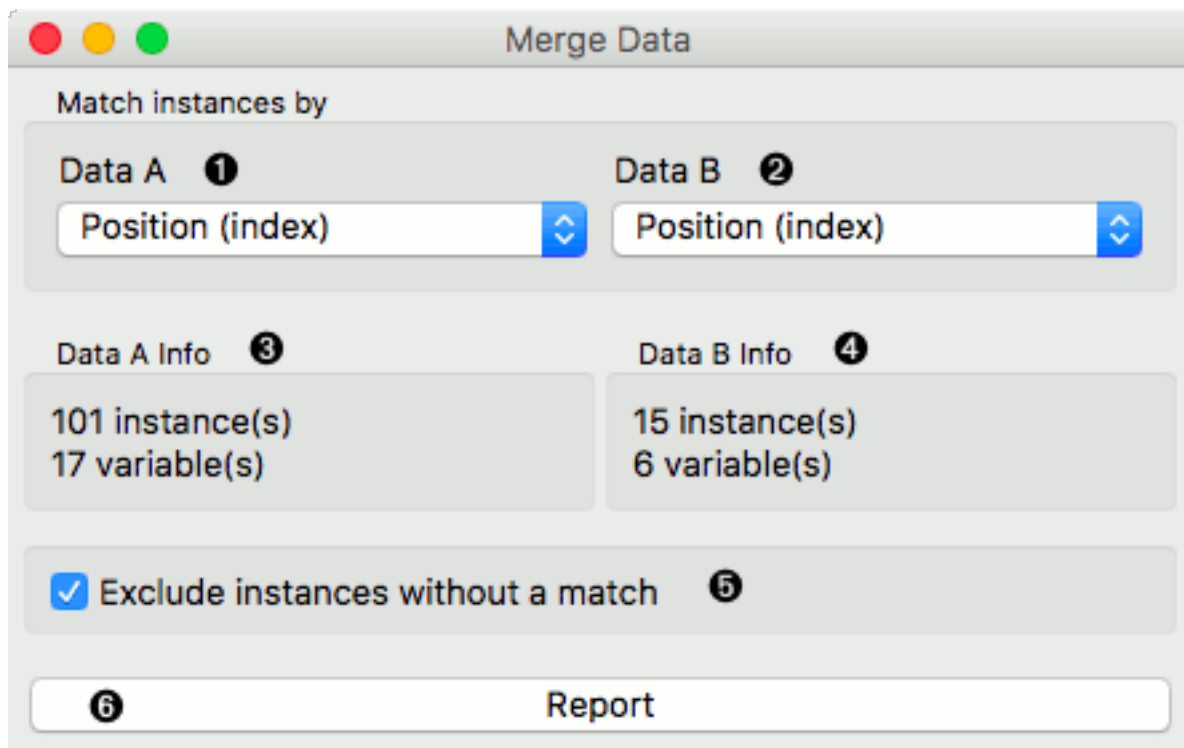 Merge Data
Match instances by
Data A ❶ Data B ❷
Position (index) Position (index)
Data A Info ❸ Data B Info ❹
101 instance(s) 15 instance(s)
17 variable(s) 6 variable(s)
Exclude instances without a match ❺
❻ Report